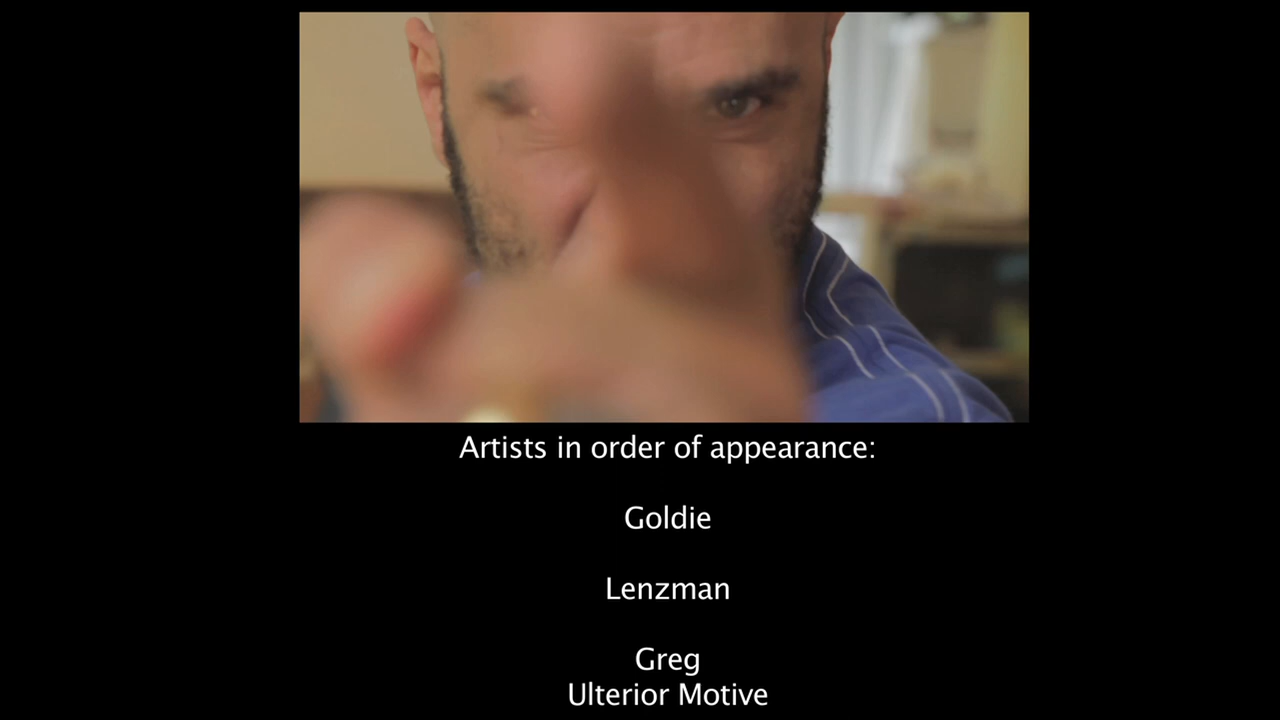 Artists in order of appearance:
Goldie
Lenzman
Greg
Ulterior Motive